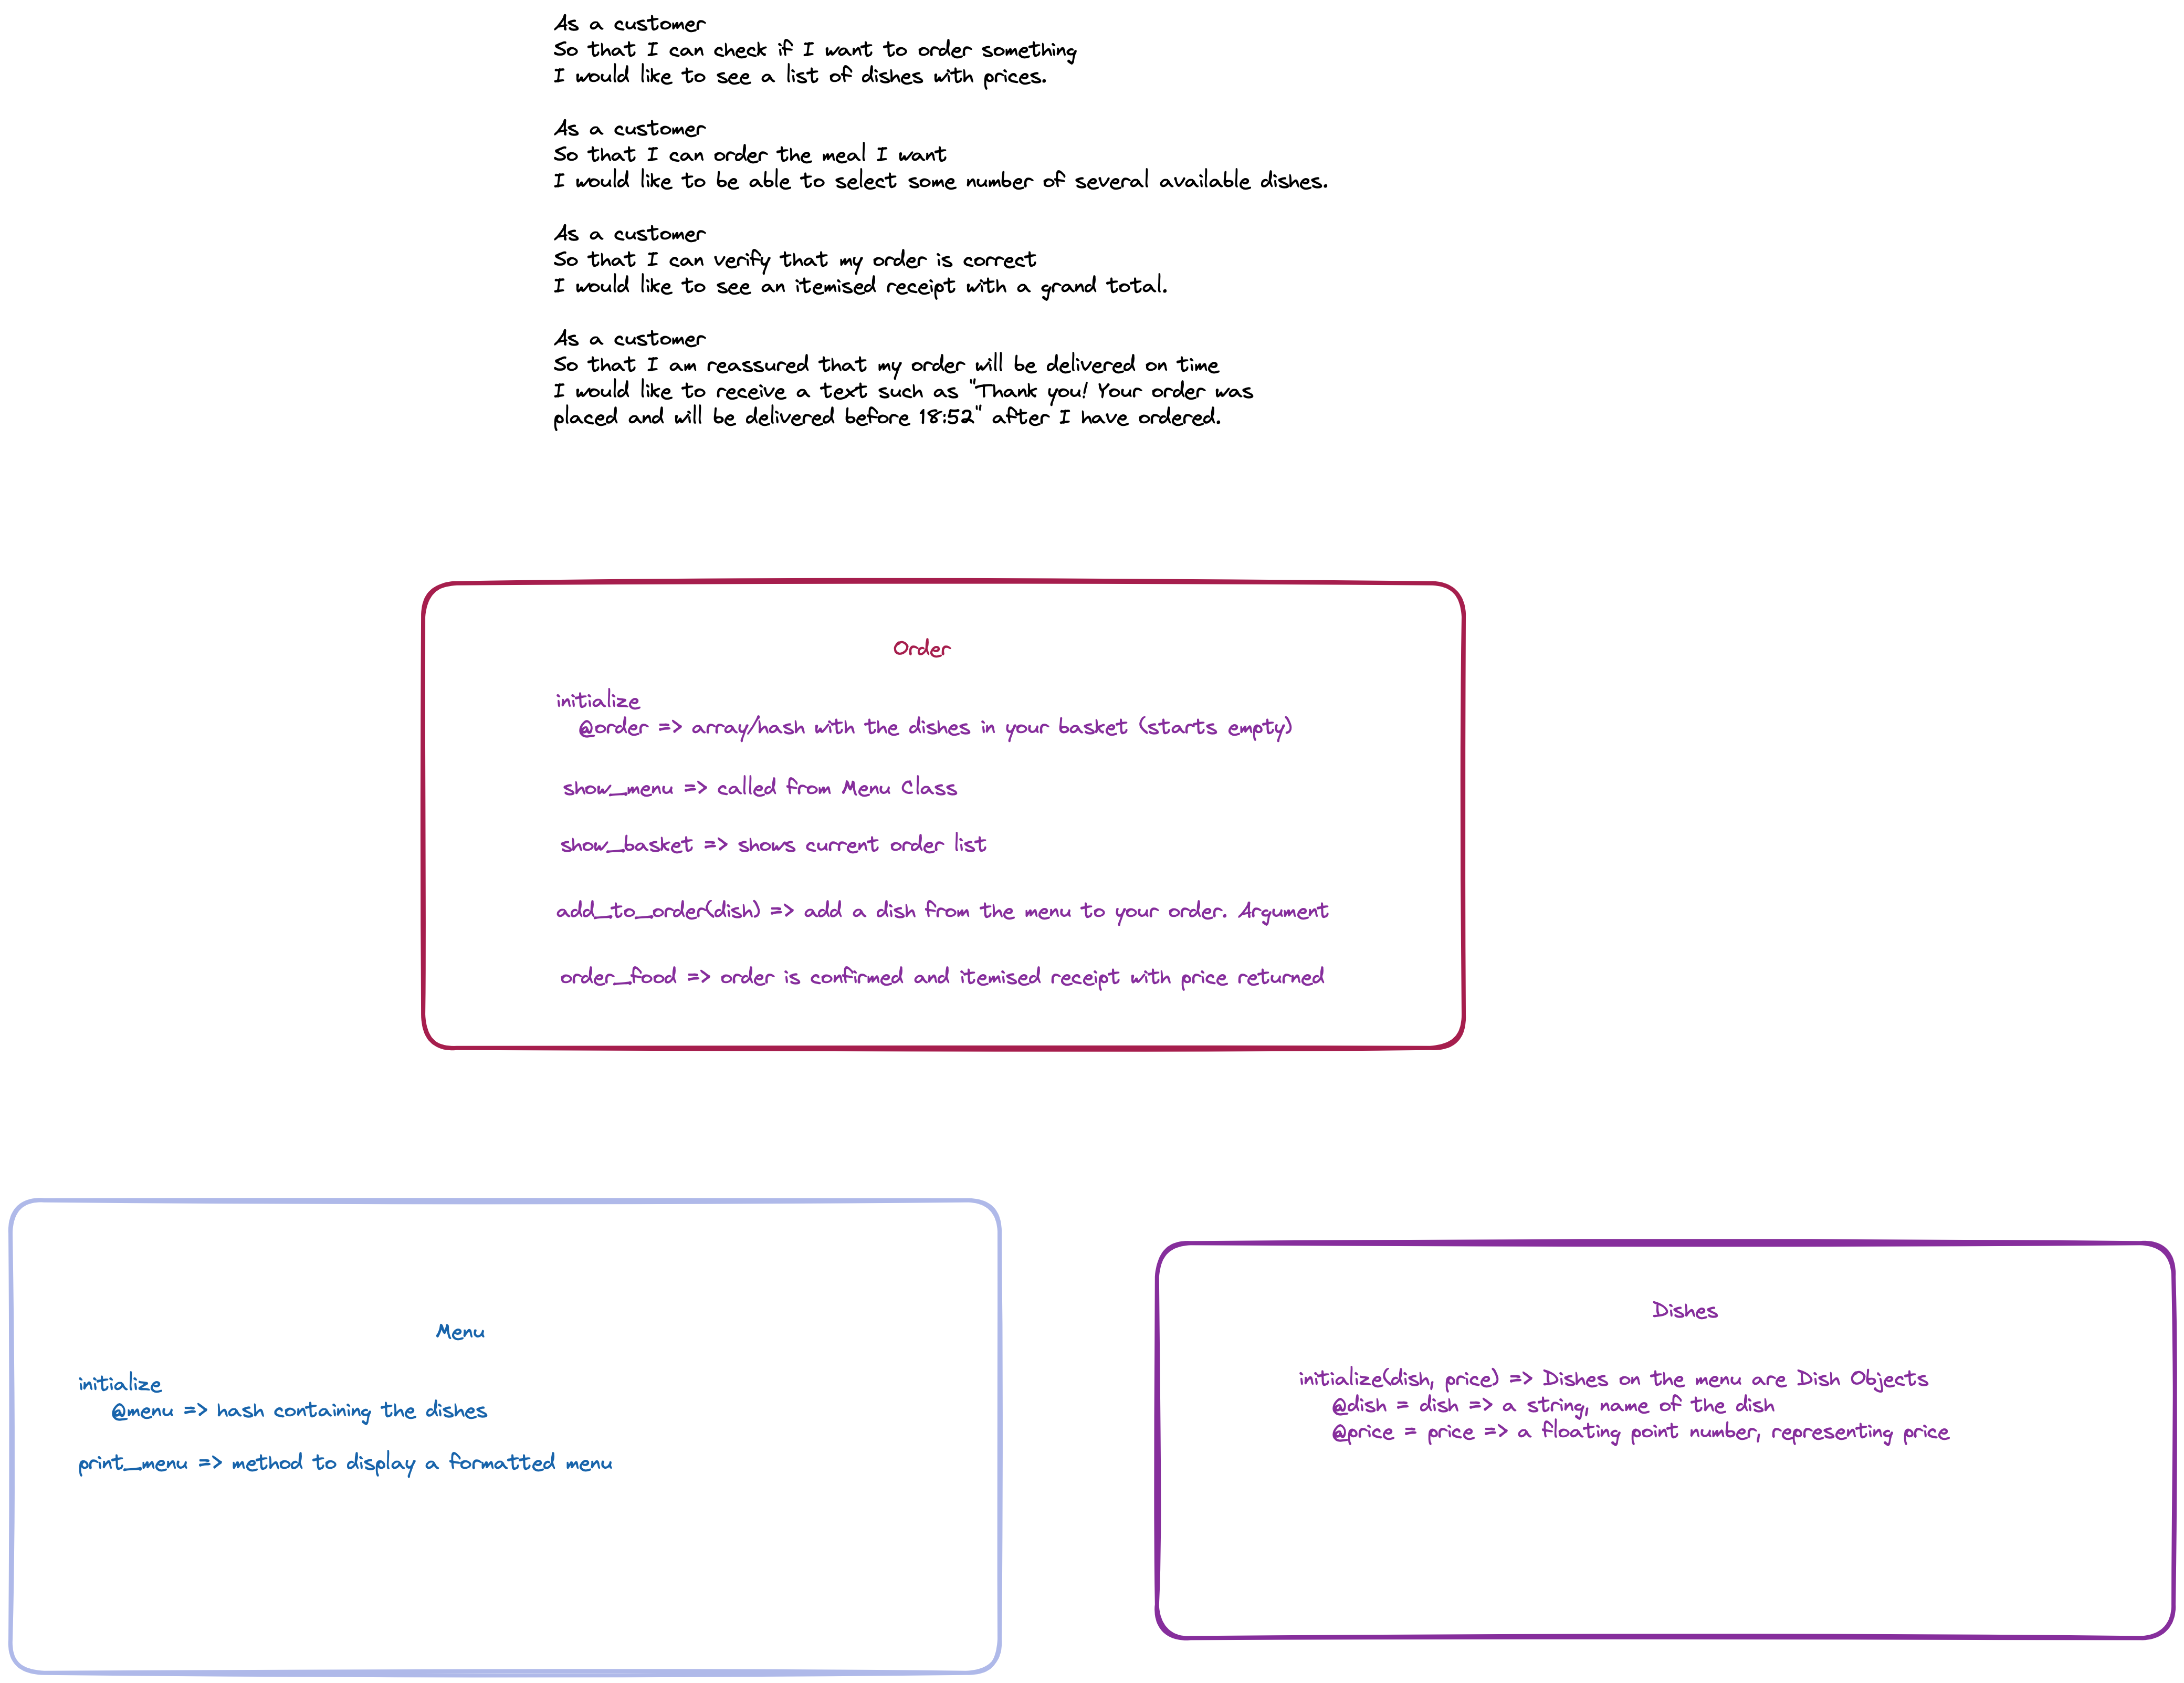 As a customer
So that I can check if I want to order something
I would like to see a list of dishes with prices.
As a customer
So that I can order the meal I want
I would like to be able to select some number of several available dishes.
As a customer
So that I can verify that my order is correct
I would like to see an itemised receipt with a grand total.
As a customer
So that I am reassured that my order will be delivered on time
I would like to receive a text such as "Thank you! Your order was
placed and will be delivered before 18:52" after I have ordered.
Order
initialize
@order => array/hash with the dishes in your basket (starts empty)
show_menu => called from Menu Class
show_basket => shows current order list
add_to_order(dish) => add a dish from the menu to your order. Argument
order_food => order is confirmed and itemised receipt with price returned
Menu
initialize
@menu => hash containing the dishes
print_menu => method to display a formatted menu
Dishes
initialize(dish, price) => Dishes on the menu are Dish Objects
@dish = dish => a string, name of the dish
@price = price => a floating point number, representing price